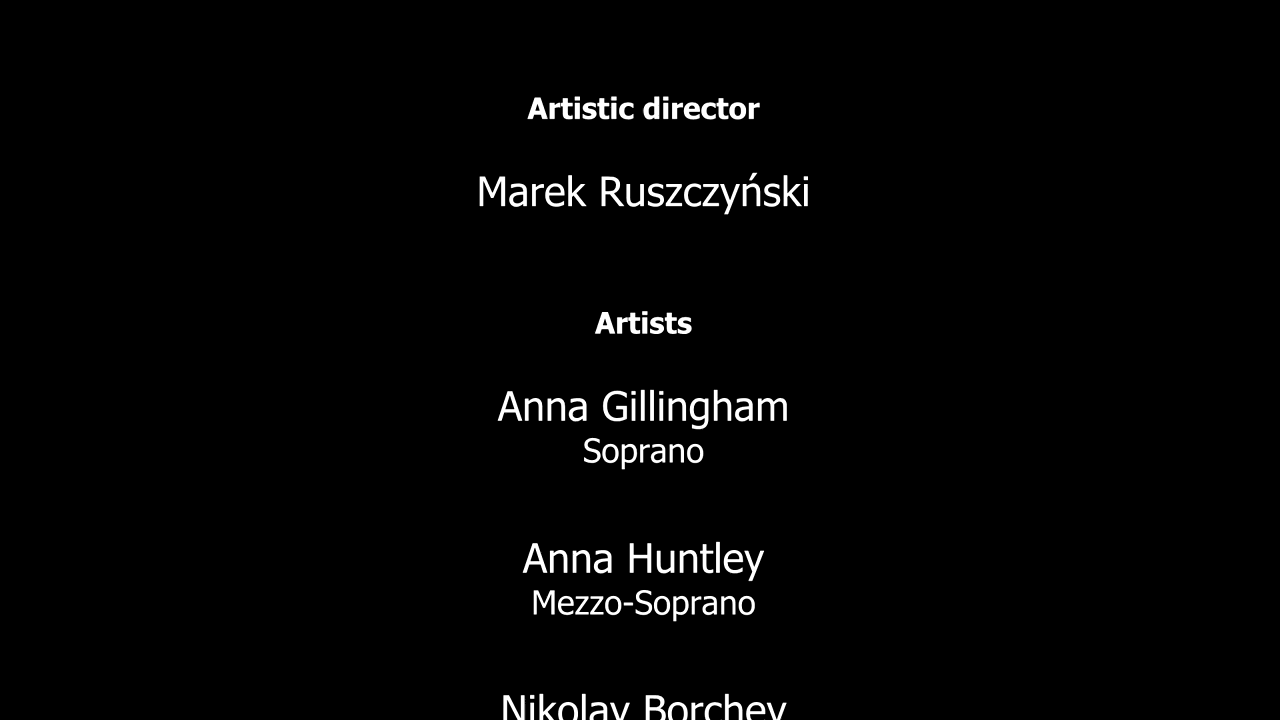 Artistic director
Marek Ruszczyński
Artists
Anna Gillingham
Soprano
Anna Huntley
Mezzo-Soprano
Nikolay Borchev